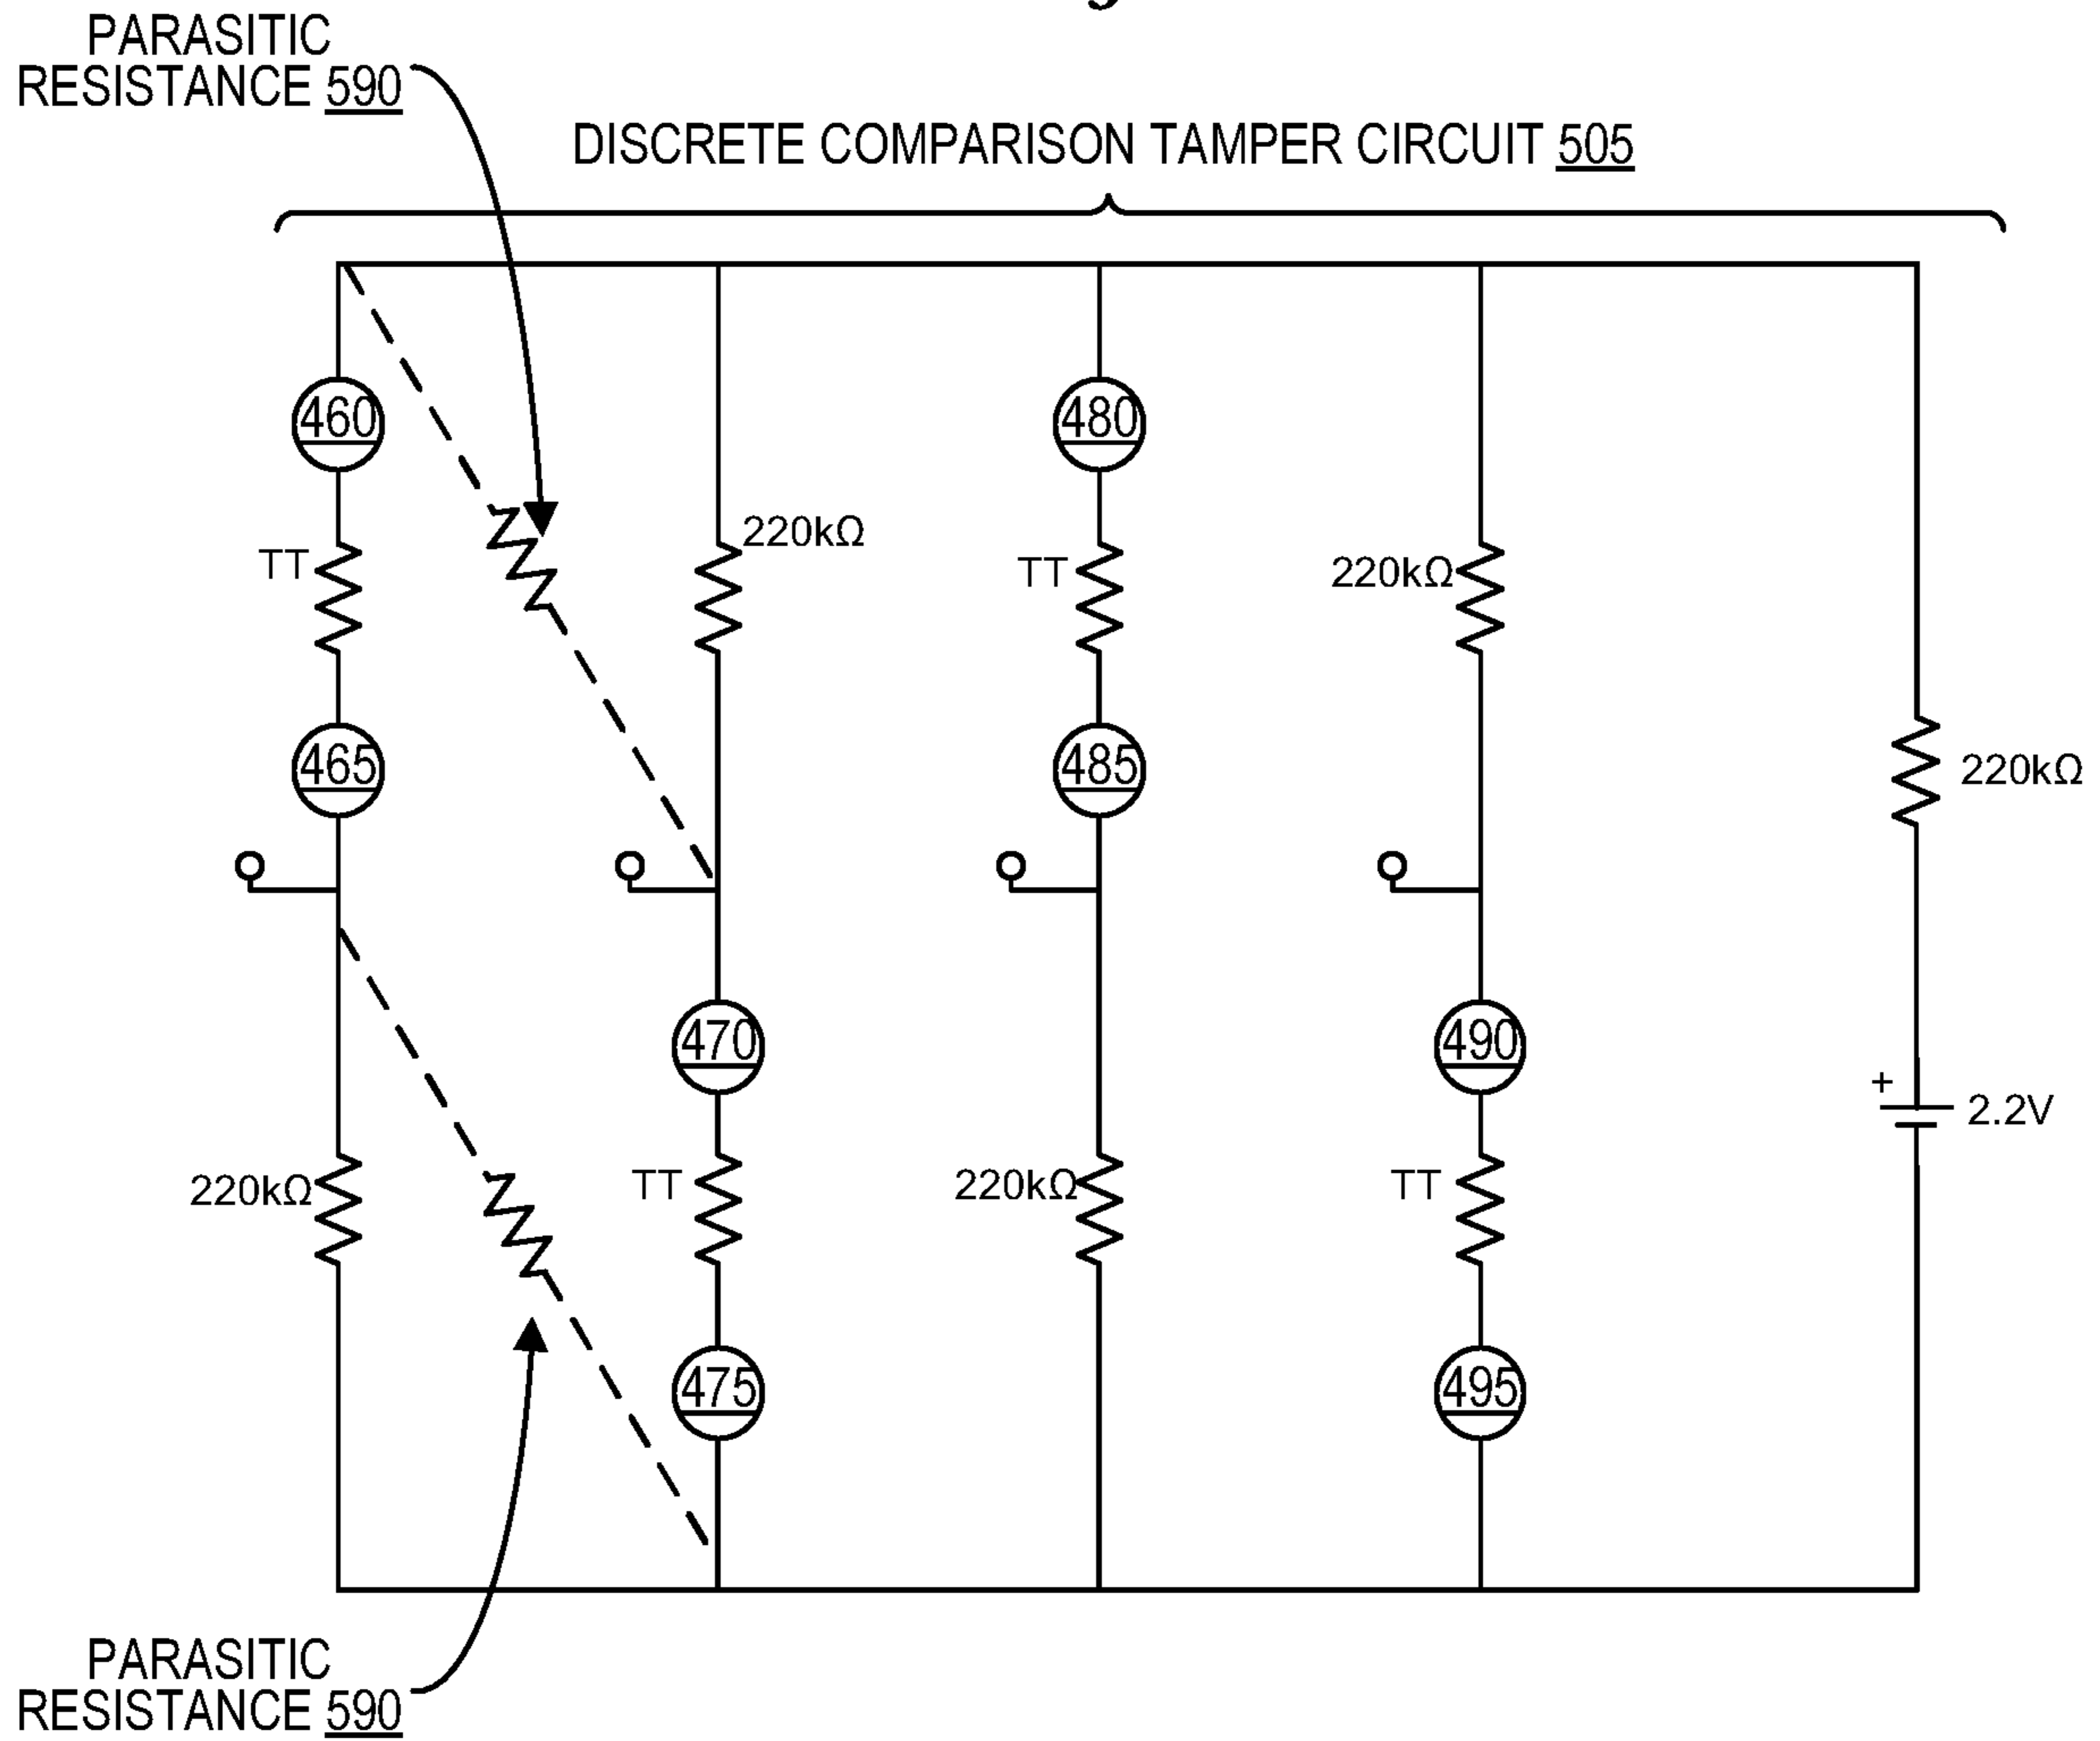 PARASITIC
RESISTANCE 590
DISCRETE COMPARISON TAMPER CIRCUIT 505
460
480
220kΩ
TT
TT
220kΩ
465
485
220kΩ
470
490
+
2.2V
220kΩ
TT
220kΩ
TT
475
495
PARASITIC
RESISTANCE 590